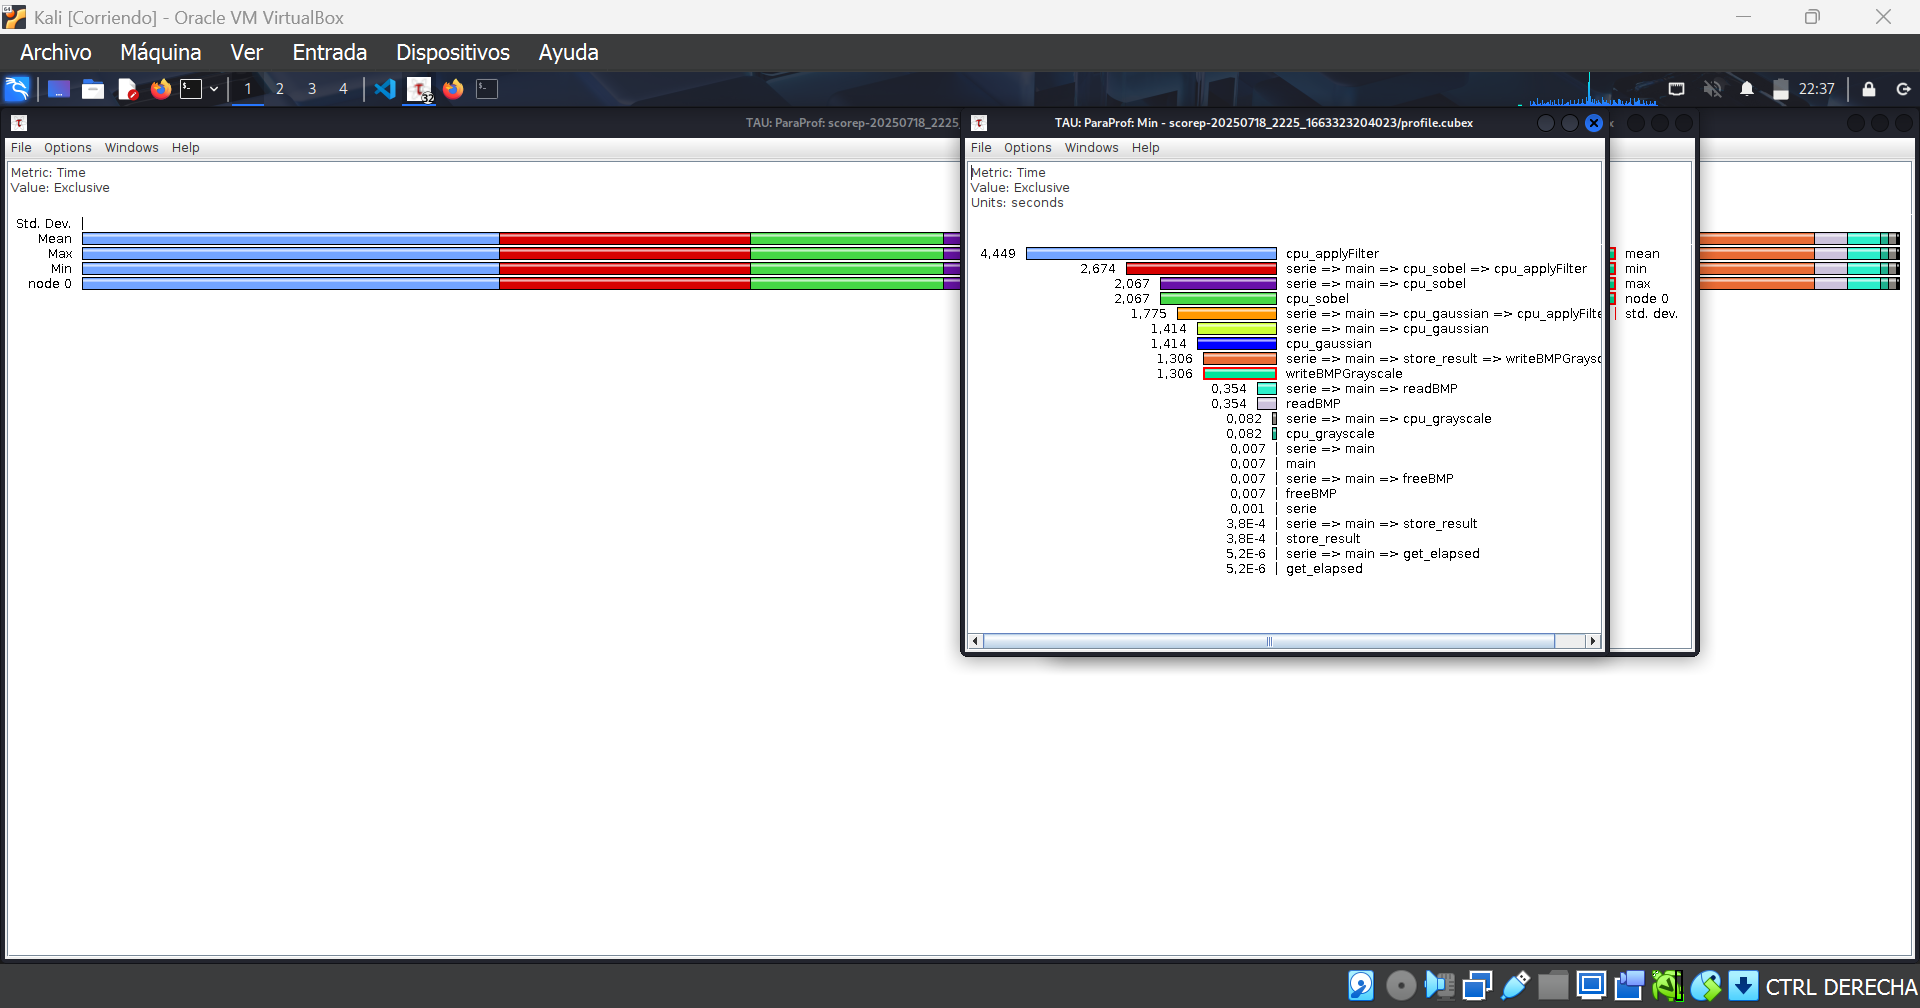 Kali [Corriendo] - Oracle VM VirtualBox
Archivo Máquina Ver Entrada Dispositivos Ayuda
1 2 3 4 22:37
TAU: ParaProf: scorep-20250718_2225_
File Options Windows Help
Metric: Time
Value: Exclusive
Std. Dev.
Mean
Max
Min
node 0
TAU: ParaProf: Min - scorep-20250718_2225_1663323204023/profile.cubex
File Options Windows Help
Metric: Time
Value: Exclusive
Units: seconds
4,449 cpu_applyFilter
2,674 serie => main => cpu_sobel => cpu_applyFilter
2,067 serie => main => cpu_sobel
2,067 cpu_sobel
1,775 serie => main => cpu_gaussian => cpu_applyFilte
1,414 serie => main => cpu_gaussian
1,414 cpu_gaussian
1,306 serie => main => store_result => writeBMPGraysc
1,306 writeBMPGrayscale
0,354 serie => main => readBMP
0,354 readBMP
0,082 serie => main => cpu_grayscale
0,082 cpu_grayscale
0,007 serie => main
0,007 main
0,007 serie => main => freeBMP
0,007 freeBMP
0,001 serie
3,8E-4 serie => main => store_result
3,8E-4 store_result
5,2E-6 serie => main => get_elapsed
5,2E-6 get_elapsed
mean
min
max
node 0
std. dev.
CTRL DERECHA